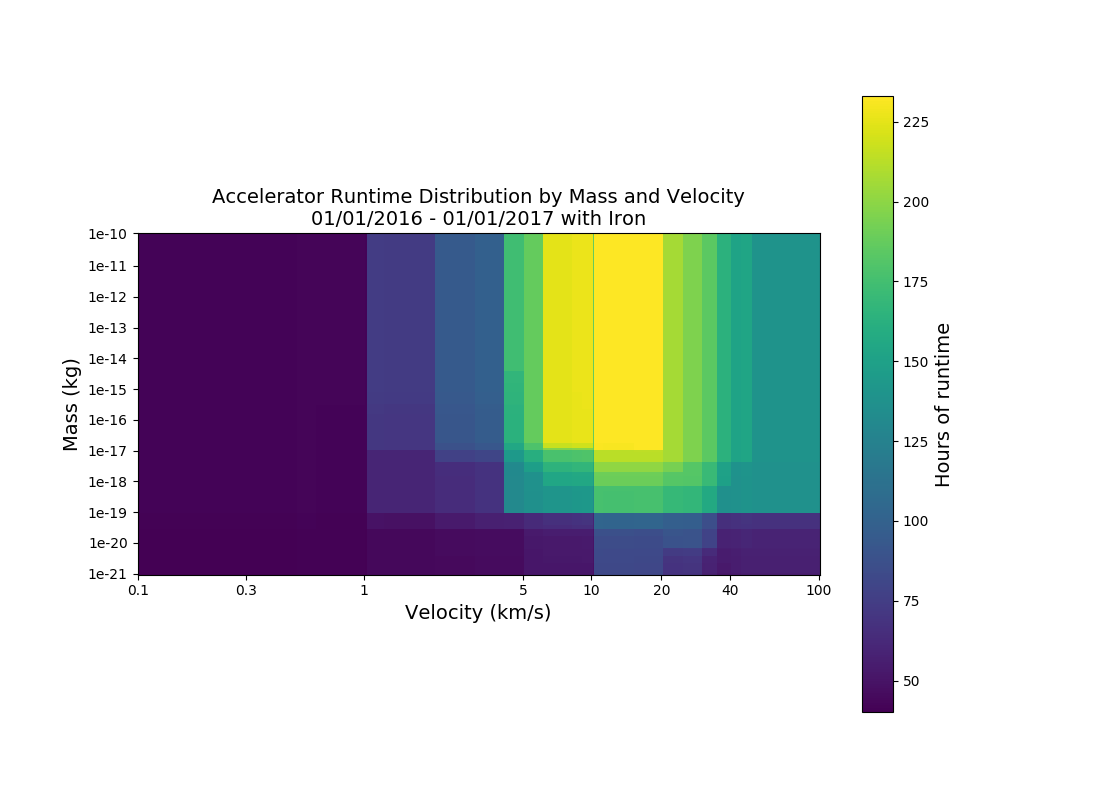 Accelerator Runtime Distribution by Mass and Velocity
01/01/2016 - 01/01/2017 with Iron
1e-10
1e-11
1e-12
1e-13
1e-14
1e-15
1e-16
1e-17
1e-18
1e-19
1e-20
1e-21
Mass (kg)
0.1 0.3 1 5 10 20 40 100
Velocity (km/s)
225
200
175
150
125
100
75
50
Hours of runtime